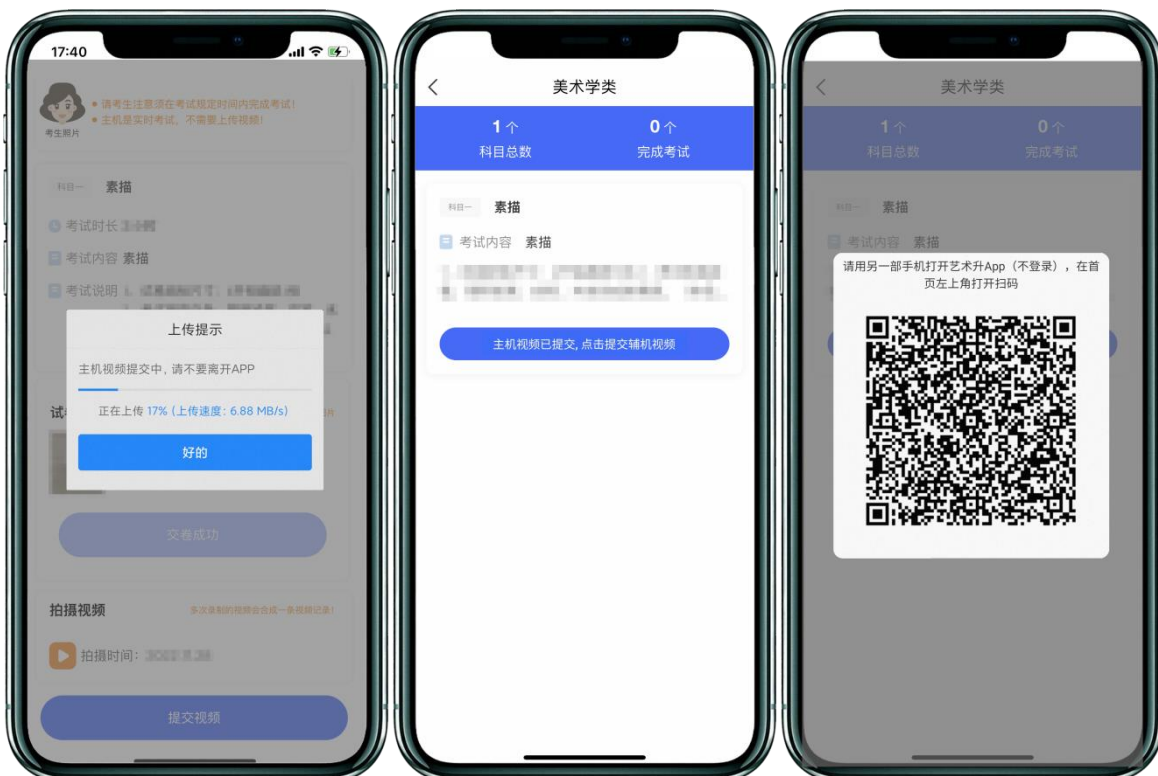 17:40
请考生注意须在考试规定时间内完成考试!
主机是实时考试, 不需要上传视频!
考生照片
科目一 素描
考试时长
考试内容 素描
考试说明
上传提示
主机视频提交中, 请不要离开APP
正在上传 17% (上传速度: 6.88 MB/s)
好的
交卷成功
拍摄视频 多次录制的视频会合成一条视频记录!
拍摄时间:
提交视频
美术学类
1个 0个
科目总数 完成考试
科目一 素描
考试内容 素描
主机视频已提交, 点击提交辅机视频
美术学类
1个 0个
科目总数 完成考试
科目一 素描
考试内容 素描
请用另一部手机打开艺术升App (不登录) , 在首
页左上角打开扫码